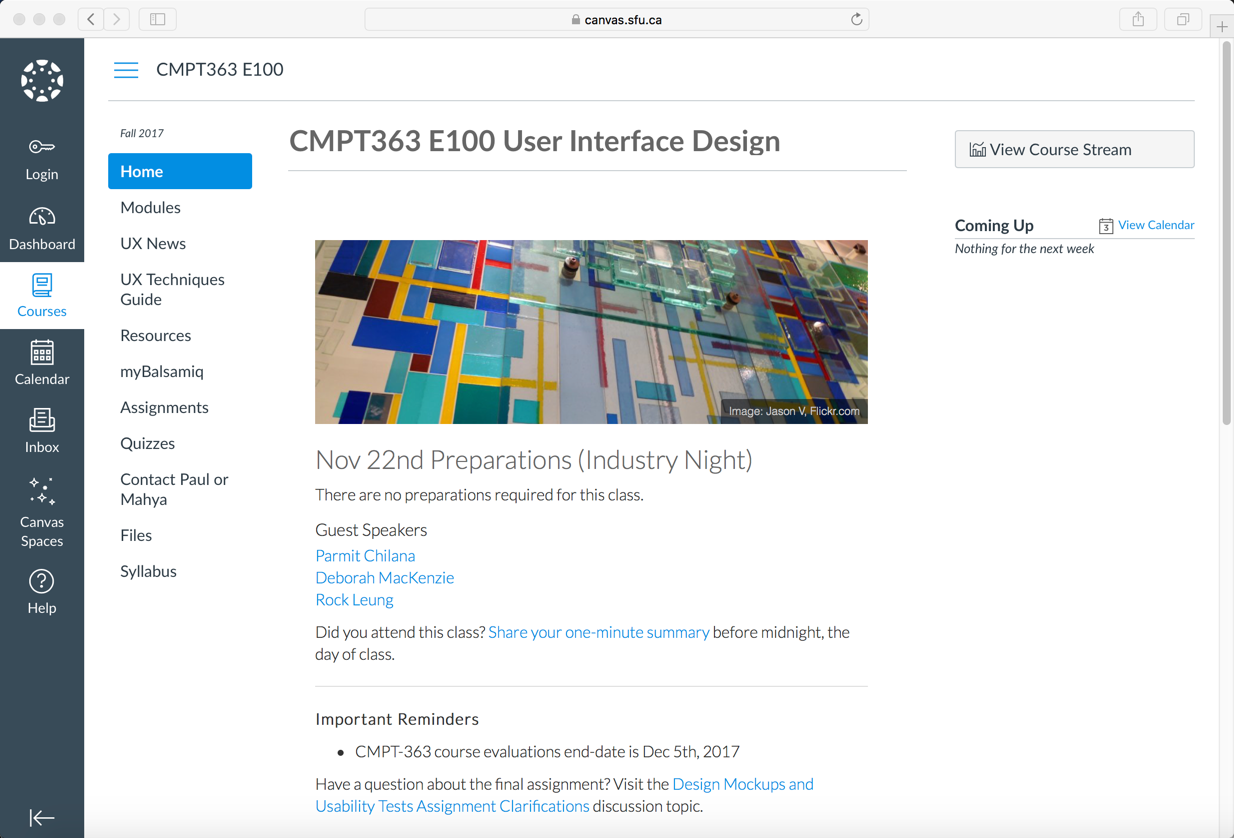 canvas.sfu.ca
CMPT363 E100
Login
Dashboard
Courses
Calendar
Inbox
Canvas
Spaces
Help
Fall 2017
Home
Modules
UX News
UX Techniques
Guide
Resources
myBalsamiq
Assignments
Quizzes
Contact Paul or
Mahya
Files
Syllabus
CMPT363 E100 User Interface Design
Image: Jason V, Flickr.com
Nov 22nd Preparations (Industry Night)
There are no preparations required for this class.
Guest Speakers
Parmit Chilana
Deborah MacKenzie
Rock Leung
Did you attend this class? Share your one-minute summary before midnight, the
day of class.
Important Reminders
• CMPT-363 course evaluations end-date is Dec 5th, 2017
Have a question about the final assignment? Visit the Design Mockups and
Usability Tests Assignment Clarifications discussion topic.
View Course Stream
Coming Up
3 View Calendar
Nothing for the next week